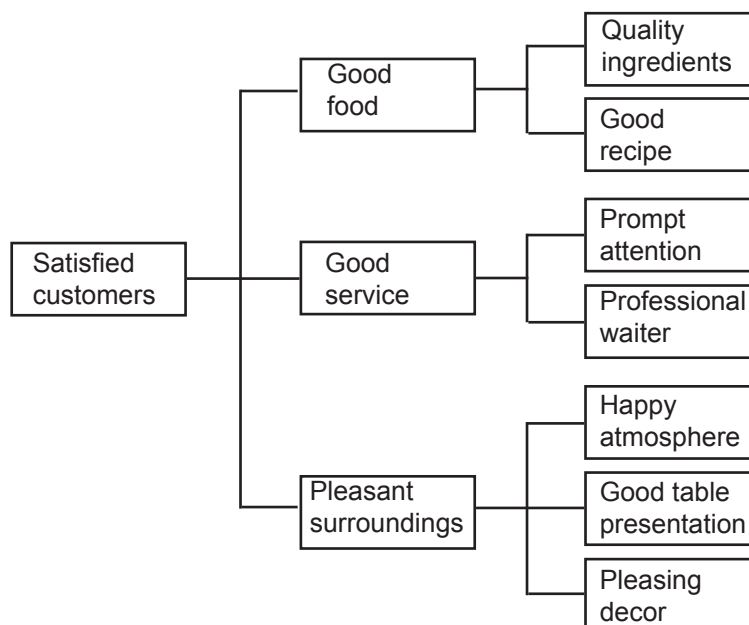 Satisfied
customers
Good
food
Quality
ingredients
Good
recipe
Good
service
Prompt
attention
Professional
waiter
Pleasant
surroundings
Happy
atmosphere
Good table
presentation
Pleasing
decor